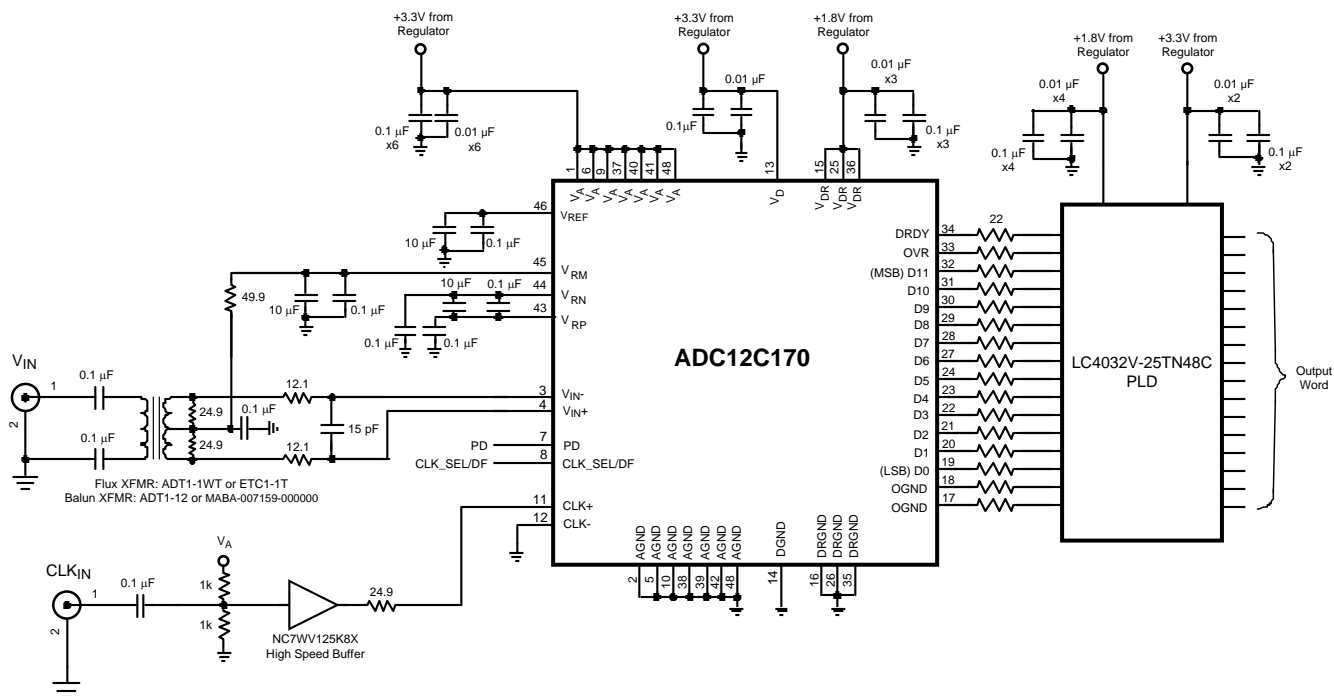 +3.3V from
Regulator
+3.3V from
Regulator
+1.8V from
Regulator
+1.8V from
Regulator
+3.3V from
Regulator
0.1 µF
x6
0.01 µF
x6
0.01 µF
0.1µF
0.01 µF
x3
0.1 µF
x3
0.01 µF
x4
0.1 µF
x4
0.01 µF
x2
0.1 µF
x2
1
6
9
37
40
41
48
13
15
25
36
VA
VA
VA
VA
VA
VA
VA
VD
VDR
VDR
VDR
46
VREF
10 µF
0.1 µF
45
VRM
49.9
10 µF
0.1 µF
44
VRN
10 µF
0.1 µF
43
VRP
0.1 µF
0.1 µF
VIN
1
2
0.1 µF
0.1 µF
24.9
24.9
0.1 µF
12.1
12.1
15 pF
3
VIN-
4
VIN+
Flux XFMR: ADT1-1WT or ETC1-1T
Balun XFMR: ADT1-12 or MABA-007159-000000
PD
7
PD
CLK_SEL/DF
8
CLK_SEL/DF
11
CLK+
12
CLK-
CLKIN
1
2
0.1 µF
VA
1k
1k
NC7WV125K8X
High Speed Buffer
24.9
ADC12C170
AGND
AGND
AGND
AGND
AGND
AGND
AGND
DGND
DRGND
DRGND
DRGND
2
5
10
38
39
42
48
14
16
26
35
DRDY 34
22
OVR 33
(MSB) D11 32
D10 31
D9 30
D8 29
D7 28
D6 27
D5 24
D4 23
D3 22
D2 21
D1 20
(LSB) D0 19
OGND 18
OGND 17
LC4032V-25TN48C
PLD
Output
Word